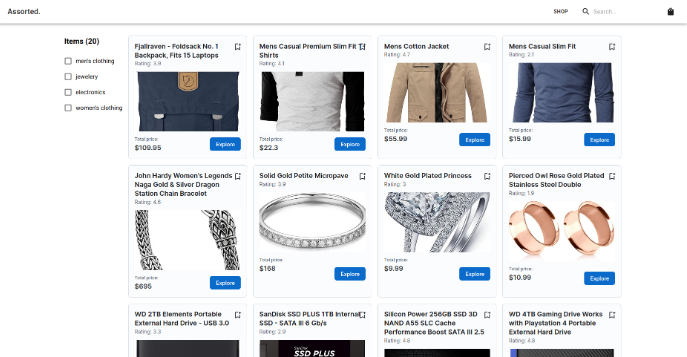 Assorted.
SHOP
Search...
Items (20)
men's clothing
jewelery
electronics
women's clothing
Fjallraven - Foldsack No. 1
Backpack, Fits 15 Laptops
Rating: 3.9
Total price:
$109.95
Explore
Mens Casual Premium Slim Fit T-
Shirts
Rating: 4.1
Total price:
$22.3
Explore
Mens Cotton Jacket
Rating: 4.7
Total price:
$55.99
Explore
Mens Casual Slim Fit
Rating: 2.1
Total price:
$15.99
Explore
John Hardy Women's Legends
Naga Gold & Silver Dragon
Station Chain Bracelet
Rating: 4.6
Total price:
$695
Explore
Solid Gold Petite Micropave
Rating: 3.9
Total price:
$168
Explore
White Gold Plated Princess
Rating: 3
Total price:
$9.99
Explore
Pierced Owl Rose Gold Plated
Stainless Steel Double
Rating: 1.9
Total price:
$10.99
Explore
WD 2TB Elements Portable
External Hard Drive - USB 3.0
Rating: 3.3
SanDisk SSD PLUS 1TB Internal
SSD - SATA III 6 Gb/s
Rating: 2.9
SanDisk
SSD PLUS
Silicon Power 256GB SSD 3D
NAND A55 SLC Cache
Performance Boost SATA III 2.5
Rating: 4.8
WD 4TB Gaming Drive Works
with Playstation 4 Portable
External Hard Drive
Rating: 4.8